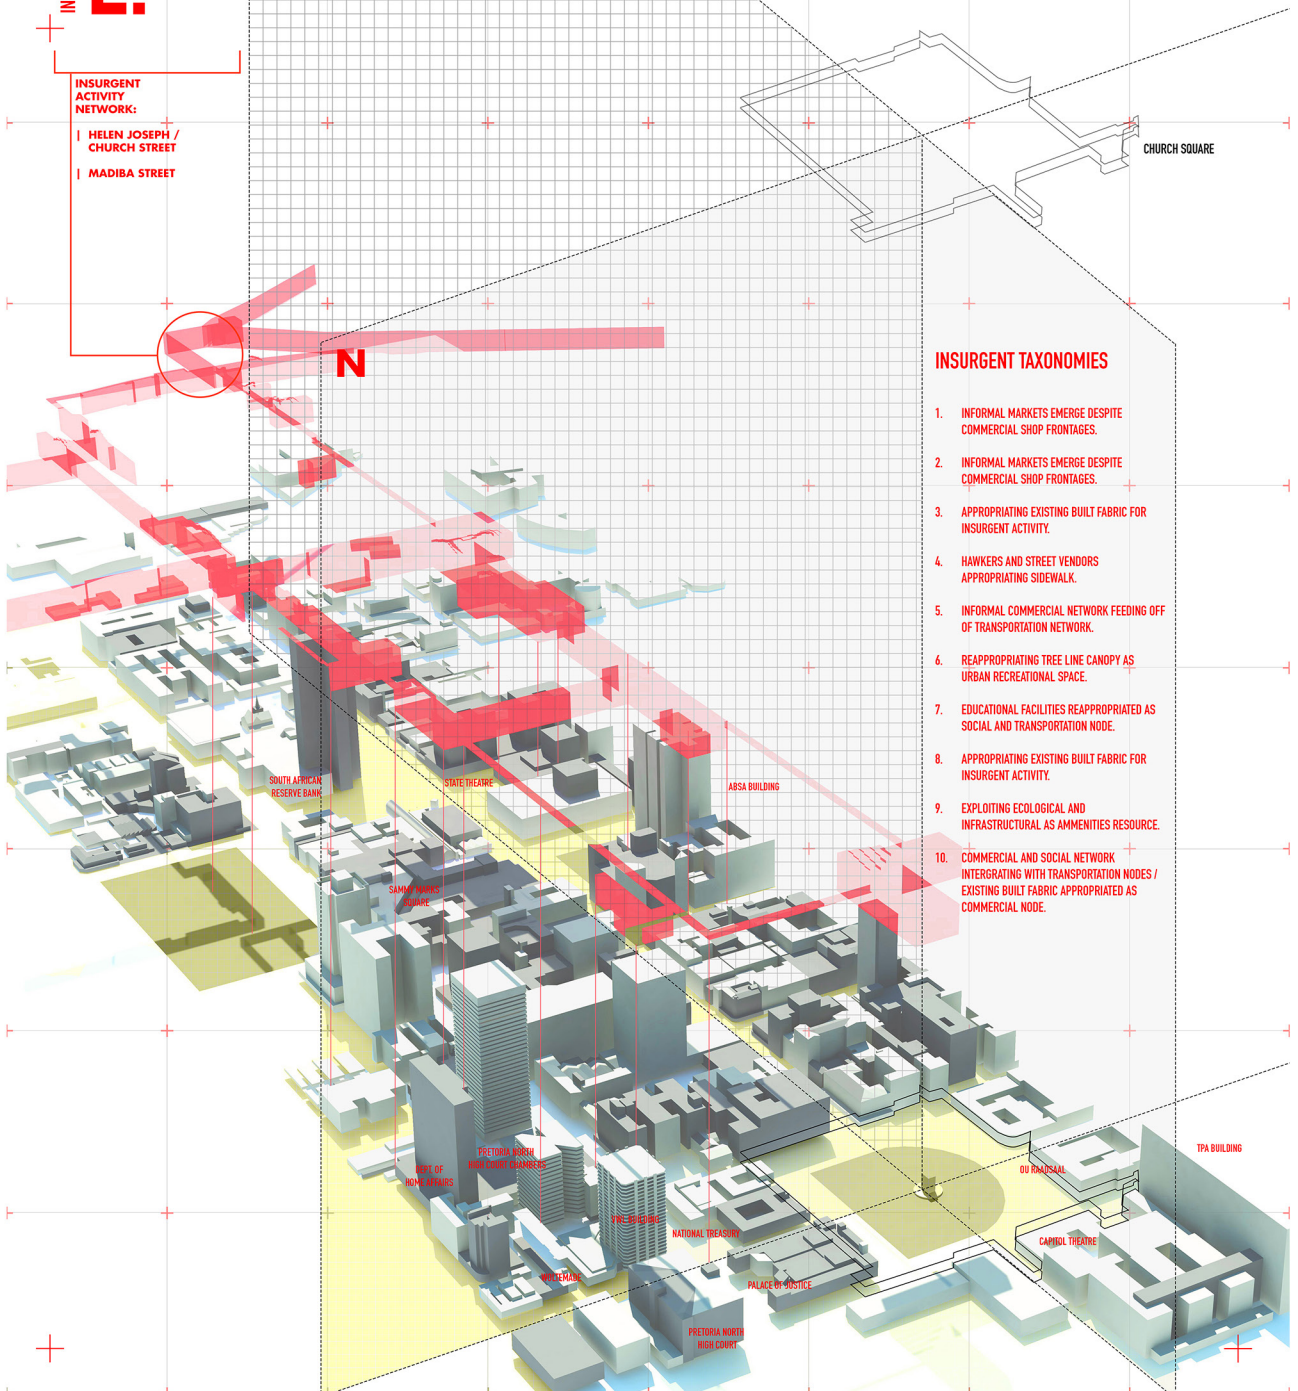 IN
E.
INSURGENT
ACTIVITY
NETWORK:
| HELEN JOSEPH /
CHURCH STREET
| MADIBA STREET
CHURCH SQUARE
N
INSURGENT TAXONOMIES
1. INFORMAL MARKETS EMERGE DESPITE
COMMERCIAL SHOP FRONTAGES.
2. INFORMAL MARKETS EMERGE DESPITE
COMMERCIAL SHOP FRONTAGES.
3. APPROPRIATING EXISTING BUILT FABRIC FOR
INSURGENT ACTIVITY.
4. HAWKERS AND STREET VENDORS
APPROPRIATING SIDEWALK.
5. INFORMAL COMMERCIAL NETWORK FEEDING OFF
OF TRANSPORTATION NETWORK.
6. REAPPROPRIATING TREE LINE CANOPY AS
URBAN RECREATIONAL SPACE.
7. EDUCATIONAL FACILITIES REAPPROPRIATED AS
SOCIAL AND TRANSPORTATION NODE.
8. APPROPRIATING EXISTING BUILT FABRIC FOR
INSURGENT ACTIVITY.
9. EXPLOITING ECOLOGICAL AND
INFRASTRUCTURAL AS AMMENITIES RESOURCE.
10. COMMERCIAL AND SOCIAL NETWORK
INTERGRATING WITH TRANSPORTATION NODES /
EXISTING BUILT FABRIC APPROPRIATED AS
COMMERCIAL NODE.
SOUTH AFRICAN
RESERVE BANK
STATE THEATRE
ABSA BUILDING
SAMMY MARKS
SQUARE
PRETORIA NORTH
HIGH COURT CHAMBERS
DEPT. OF
HOME AFFAIRS
TPA BUILDING
OU RAADSAAL
VWL BUILDING
NATIONAL TREASURY
CAPITOL THEATRE
WOLTEMADE
PALACE OF JUSTICE
PRETORIA NORTH
HIGH COURT